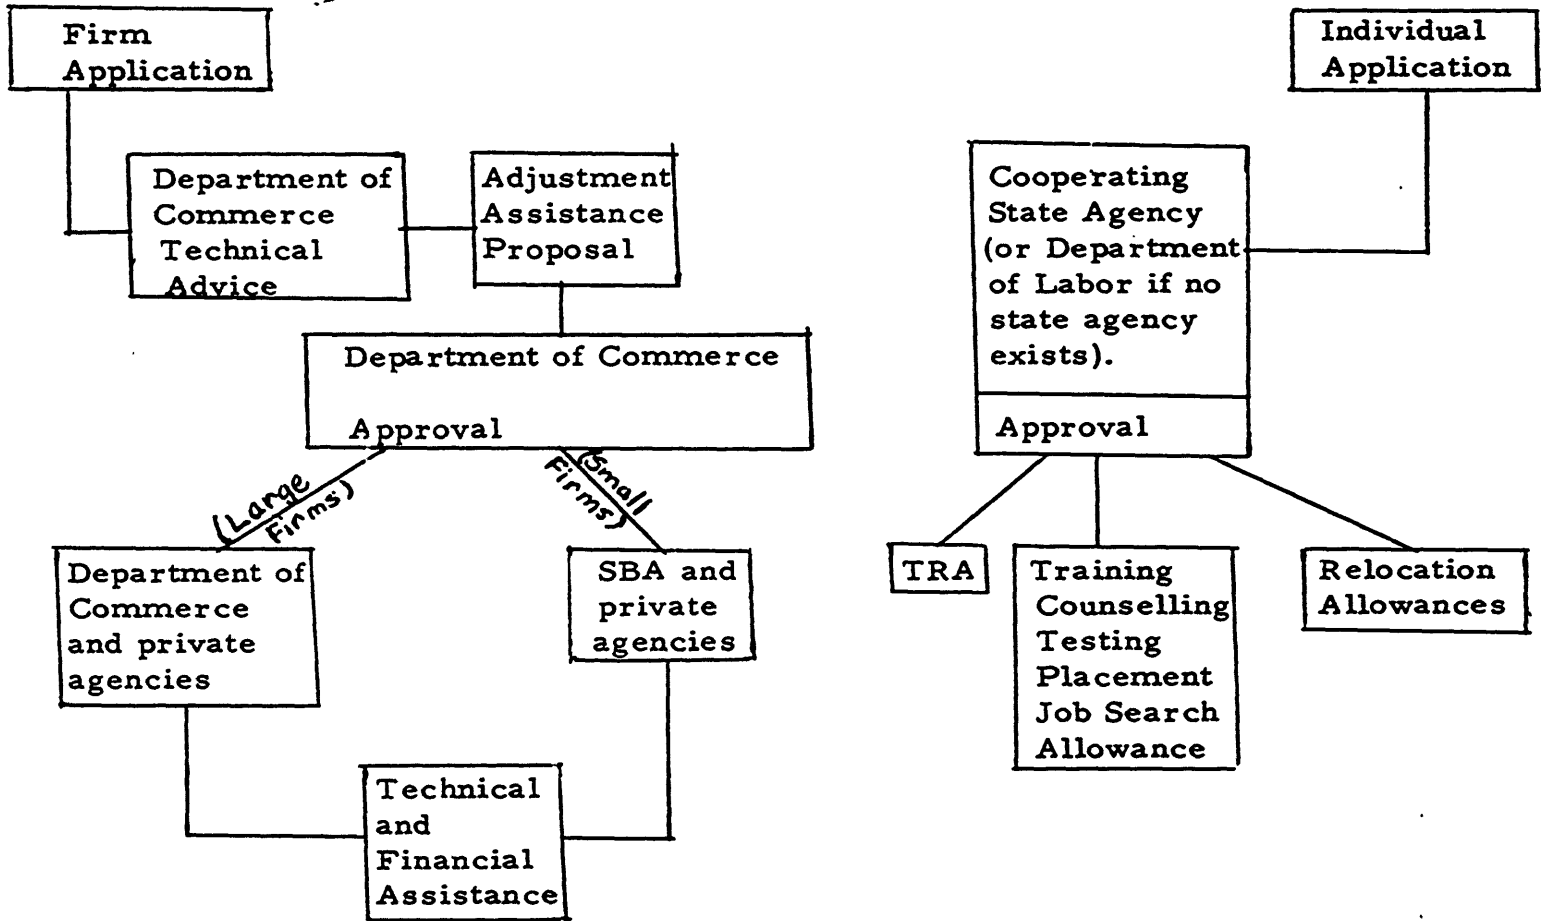 Firm
Application
Individual
Application
Department of
Commerce
Technical
Advice
Adjustment
Assistance
Proposal
Cooperating
State Agency
(or Department
of Labor if no
state agency
exists).
Approval
Department of Commerce
Approval
(Large
Firms)
(Small
Firms)
Department of
Commerce
and private
agencies
SBA and
private
agencies
TRA
Training
Counselling
Testing
Placement
Job Search
Allowance
Relocation
Allowances
Technical
and
Financial
Assistance